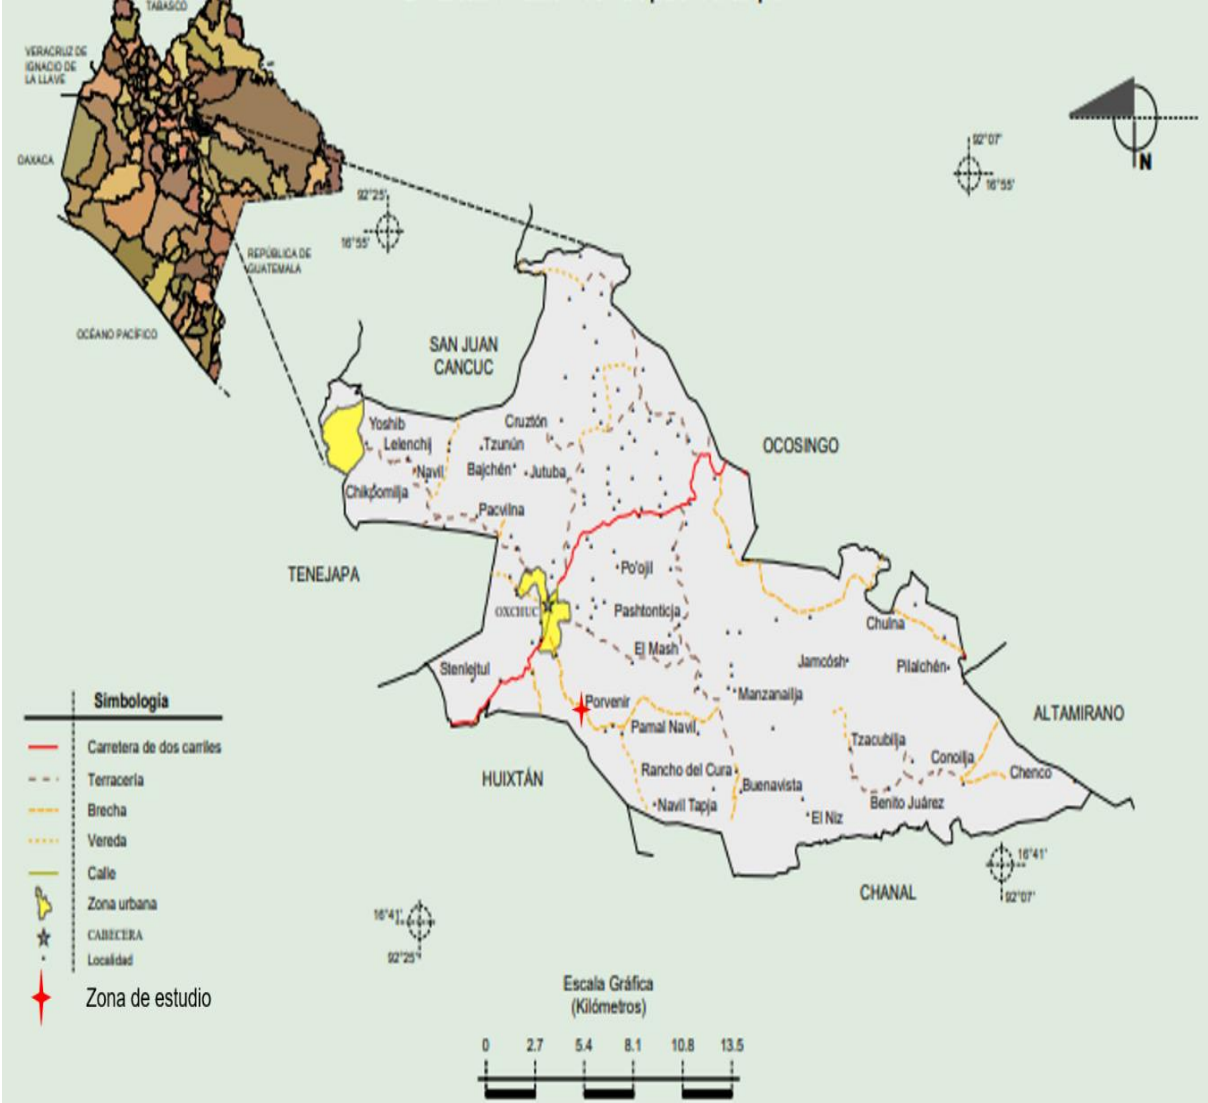 TABASCO
VERACRUZ DE
IGNACIO DE
LA LLAVE
OAXACA
REPÚBLICA DE
GUATEMALA
OCÉANO PACÍFICO
92°25'
16°55'
92°07'
16°55'
N
SAN JUAN
CANCUC
OCOSINGO
Yoshib
Lelenchij
Navil
Chikpomilja
Cruztón
Tzunún
Bajchén
Jutuba
Pacvilna
TENEJAPA
Po'ojil
OXCHUC
Pashtonticja
El Mash
Chulna
Jamcósh
Pilalchén
Stenlejtul
Porvenir
Manzanailja
Pamal Navil
ALTAMIRANO
Tzacubilja
Conoilja
Chenco
HUIXTÁN
Rancho del Cura
Buenavista
Navil Tapja
El Niz
Benito Juárez
CHANAL
16°41'
92°07'
16°41'
92°25'
Simbología
Carretera de dos carriles
Terracería
Brecha
Vereda
Calle
Zona urbana
CABECERA
Localidad
Zona de estudio
Escala Gráfica
(Kilómetros)
0 2.7 5.4 8.1 10.8 13.5